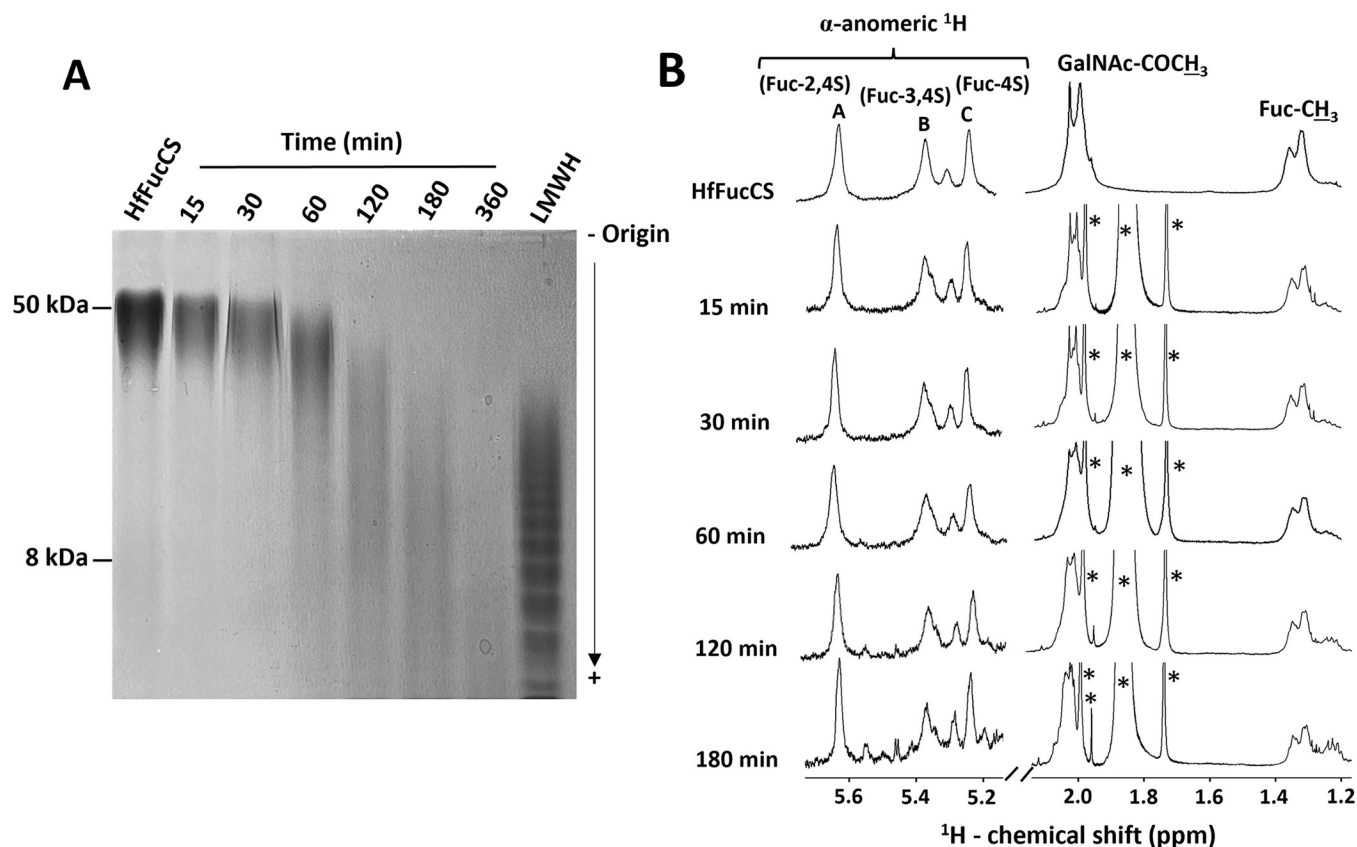 A
Time (min)
HfFucCS 15 30 60 120 180 360 LMWH
- Origin
50 kDa
8 kDa
+
B
α-anomeric ¹H
(Fuc-2,4S) (Fuc-3,4S) (Fuc-4S)
A B C
GalNAc-COCH₃
Fuc-CH₃
HfFucCS
15 min
* * *
30 min
* * *
60 min
* * *
120 min
* * *
180 min
* * * *
5.6 5.4 5.2 // 2.0 1.8 1.6 1.4 1.2
¹H - chemical shift (ppm)